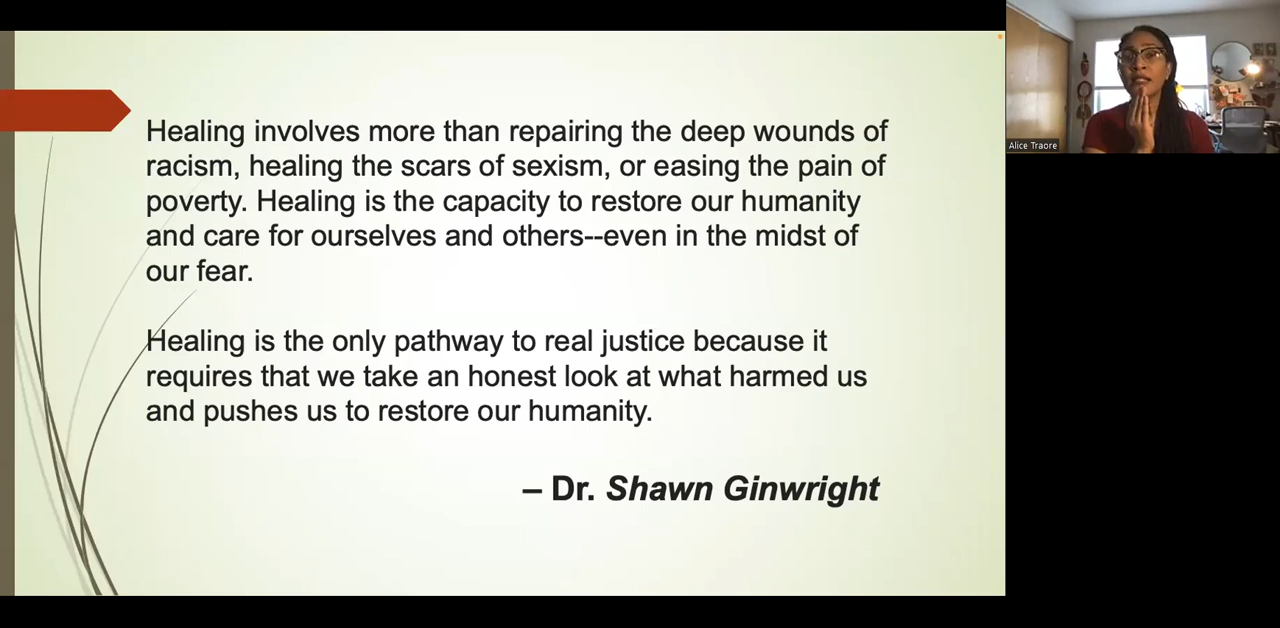 Healing involves more than repairing the deep wounds of
racism, healing the scars of sexism, or easing the pain of
poverty. Healing is the capacity to restore our humanity
and care for ourselves and others--even in the midst of
our fear.
Healing is the only pathway to real justice because it
requires that we take an honest look at what harmed us
and pushes us to restore our humanity.
– Dr. Shawn Ginwright
Alice Traore